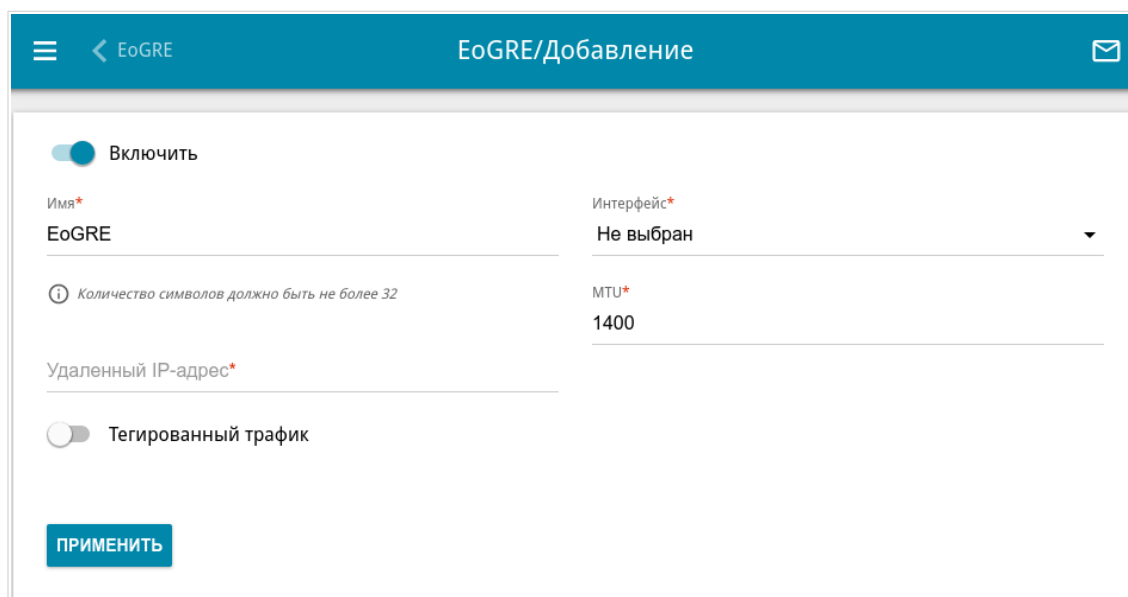 EoGRE
EoGRE/Добавление
Включить
Имя*
EoGRE
Интерфейс*
Не выбран
Количество символов должно быть не более 32
MTU*
1400
Удаленный IP-адрес*
Тегированный трафик
ПРИМЕНИТЬ